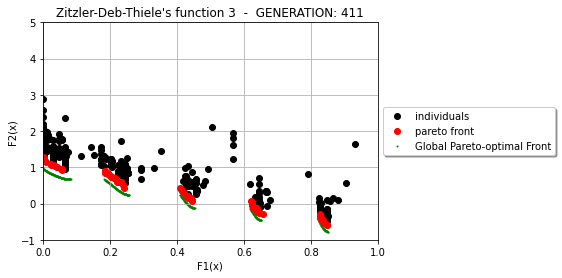 Zitzler-Deb-Thiele's function 3 - GENERATION: 411
5
4
3
2
1
0
−1
F2(x)
0.0 0.2 0.4 0.6 0.8 1.0
F1(x)
individuals
pareto front
Global Pareto-optimal Front